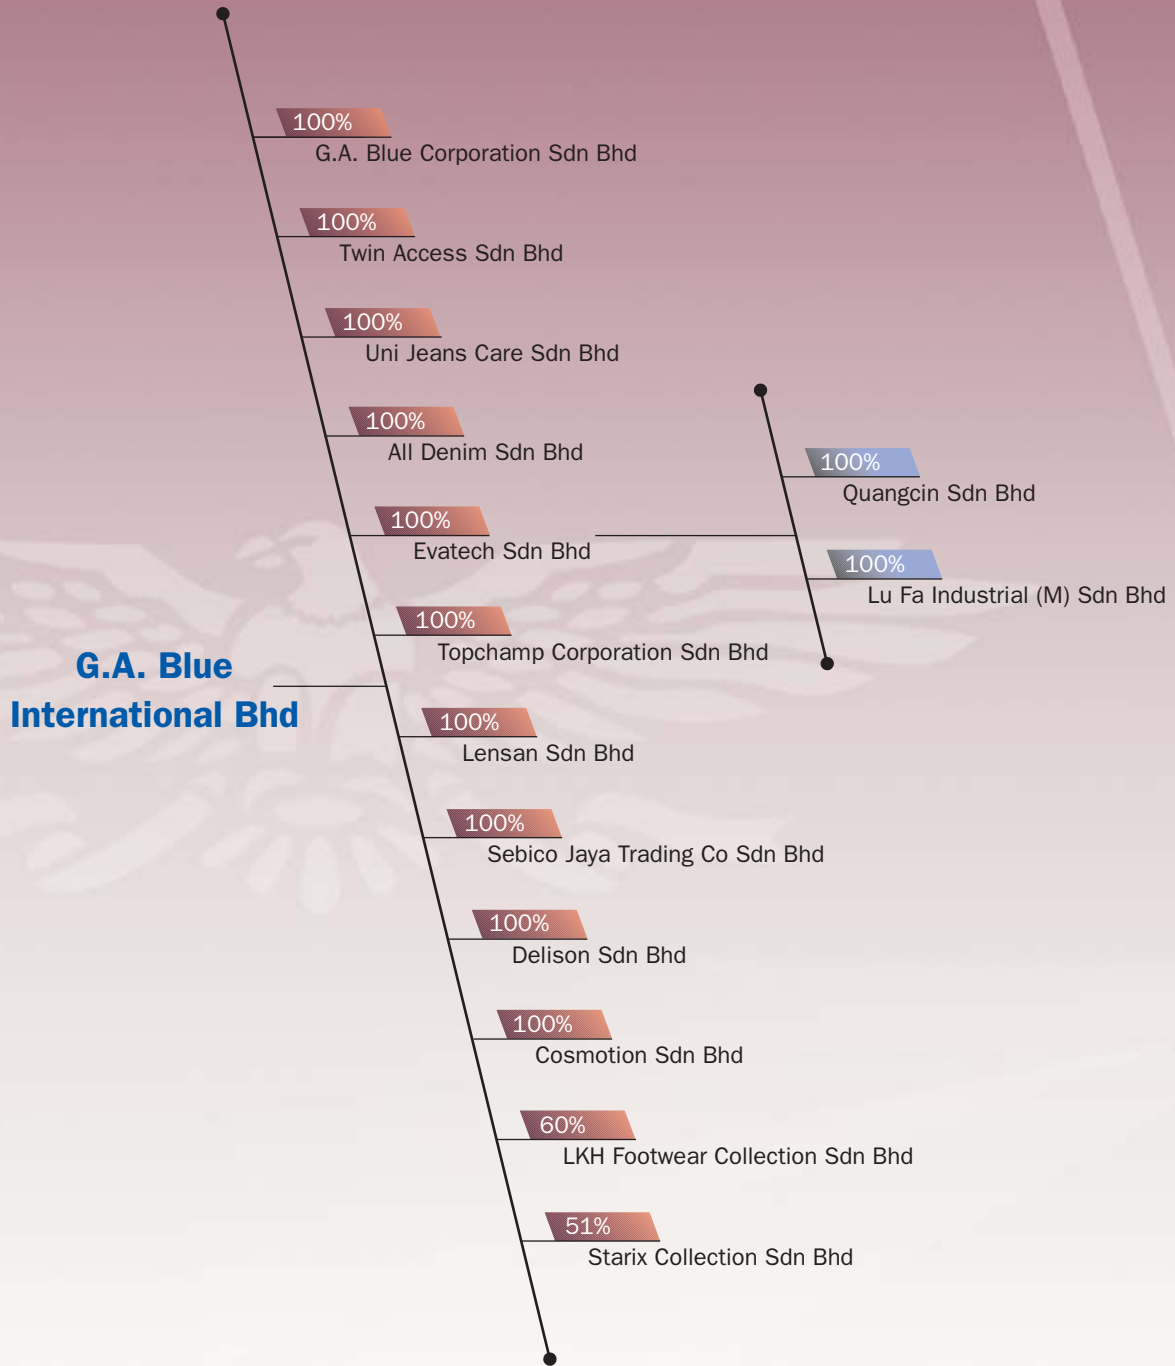 100%
G.A. Blue Corporation Sdn Bhd
100%
Twin Access Sdn Bhd
100%
Uni Jeans Care Sdn Bhd
100%
All Denim Sdn Bhd
100%
Evatech Sdn Bhd
100%
Quangcin Sdn Bhd
100%
Lu Fa Industrial (M) Sdn Bhd
100%
Topchamp Corporation Sdn Bhd
G.A. Blue
International Bhd
100%
Lensan Sdn Bhd
100%
Sebico Jaya Trading Co Sdn Bhd
100%
Delison Sdn Bhd
100%
Cosmotion Sdn Bhd
60%
LKH Footwear Collection Sdn Bhd
51%
Starix Collection Sdn Bhd